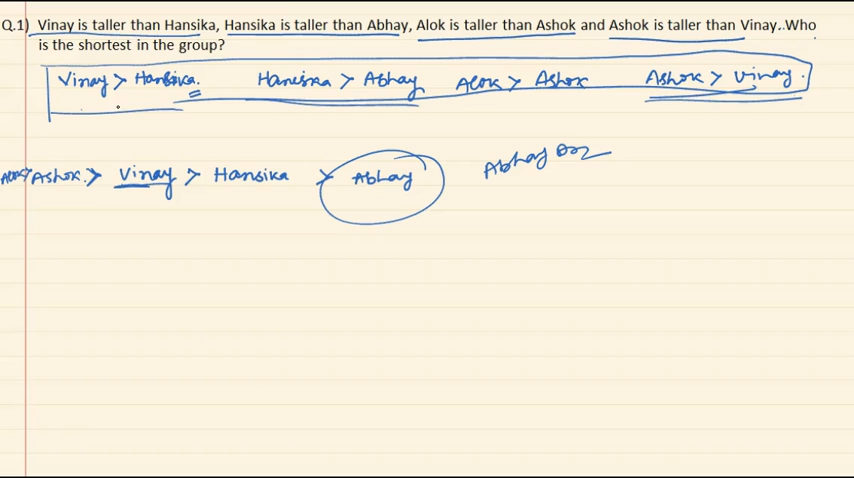 Q.1) Vinay is taller than Hansika, Hansika is taller than Abhay, Alok is taller than Ashok and Ashok is taller than Vinay..Who
is the shortest in the group?
Vinay > Hansika. Hansika > Abhay Alok > Ashok Ashok > Vinay.
Alok > Ashok. > Vinay > Hansika > Abhay Abhay